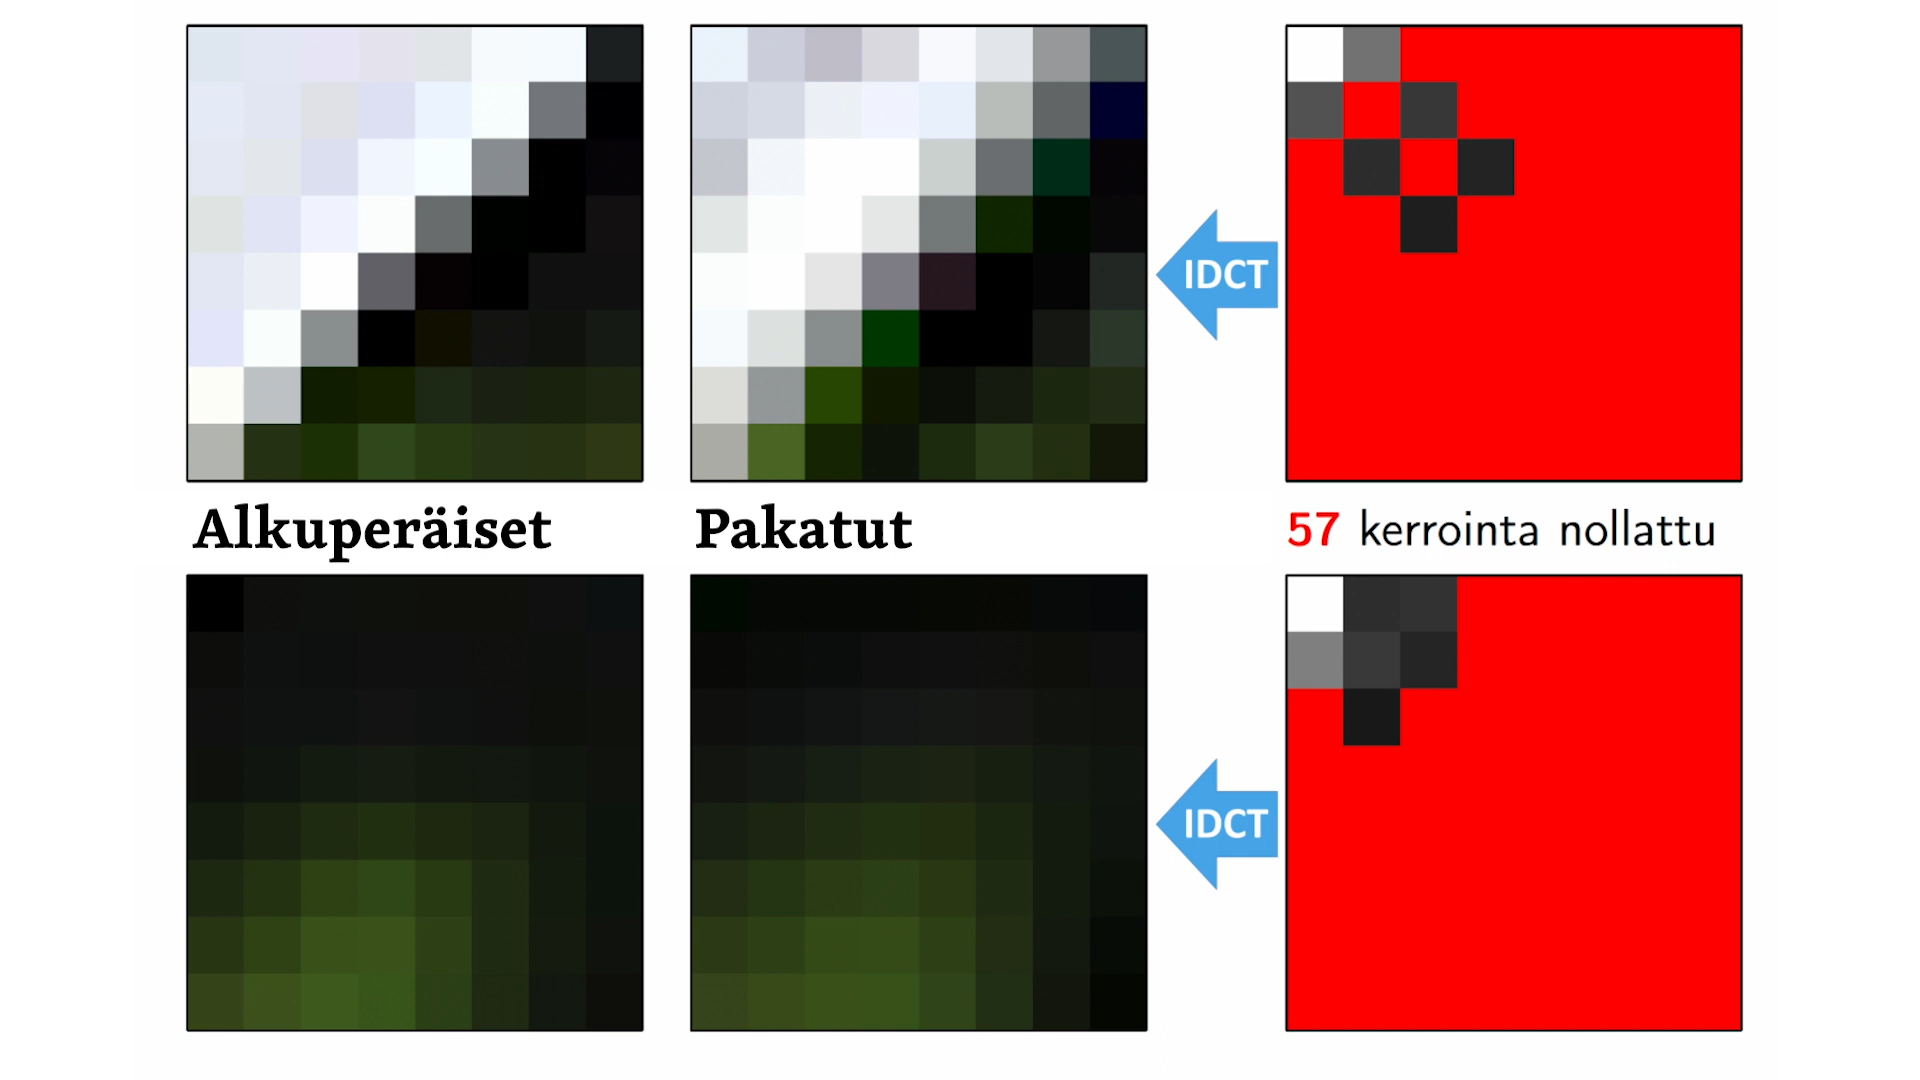 IDCT
Alkuperäiset
Pakatut
57 kerrointa nollattu
IDCT